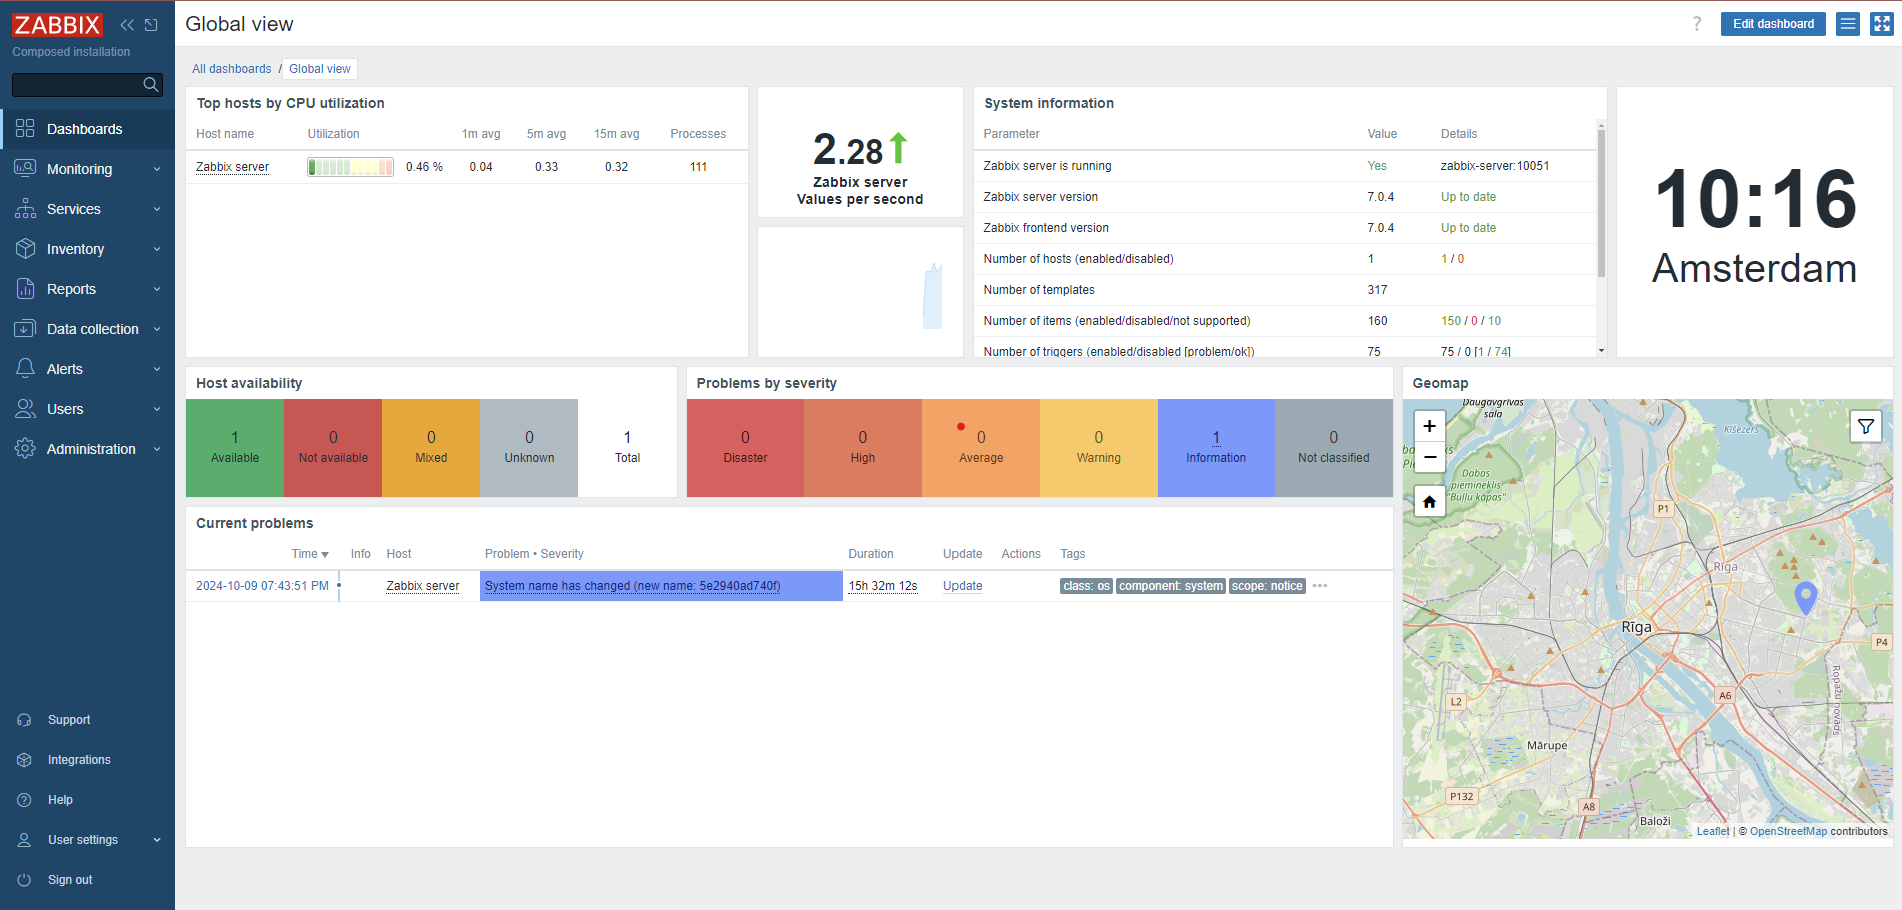 ZABBIX
Composed installation
Dashboards
Monitoring
Services
Inventory
Reports
Data collection
Alerts
Users
Administration
Support
Integrations
Help
User settings
Sign out
Global view
? Edit dashboard
All dashboards / Global view
Top hosts by CPU utilization
Host name Utilization 1m avg 5m avg 15m avg Processes
Zabbix server 0.46 % 0.04 0.33 0.32 111
2.28
Zabbix server
Values per second
System information
Parameter Value Details
Zabbix server is running Yes zabbix-server:10051
Zabbix server version 7.0.4 Up to date
Zabbix frontend version 7.0.4 Up to date
Number of hosts (enabled/disabled) 1 1 / 0
Number of templates 317
Number of items (enabled/disabled/not supported) 160 150 / 0 / 10
Number of triggers (enabled/disabled [problem/ok]) 75 75 / 0 [1 / 74]
10:16
Amsterdam
Host availability
1 0 0 0 1
Available Not available Mixed Unknown Total
Problems by severity
0 0 0 0 1 0
Disaster High Average Warning Information Not classified
Current problems
Time Info Host Problem • Severity Duration Update Actions Tags
2024-10-09 07:43:51 PM Zabbix server System name has changed (new name: 5e2940ad740f) 15h 32m 12s Update class: os component: system scope: notice
Geomap
Daugavgrīvas
sala
Ķīšezers
+
−
Dabas
piemineklis
"Buļļu kāpas"
P1
Rīga
Rīga
P4
A6
Ropažu novads
L2
Mārupe
P132
A8
Baloži
Leaflet | © OpenStreetMap contributors